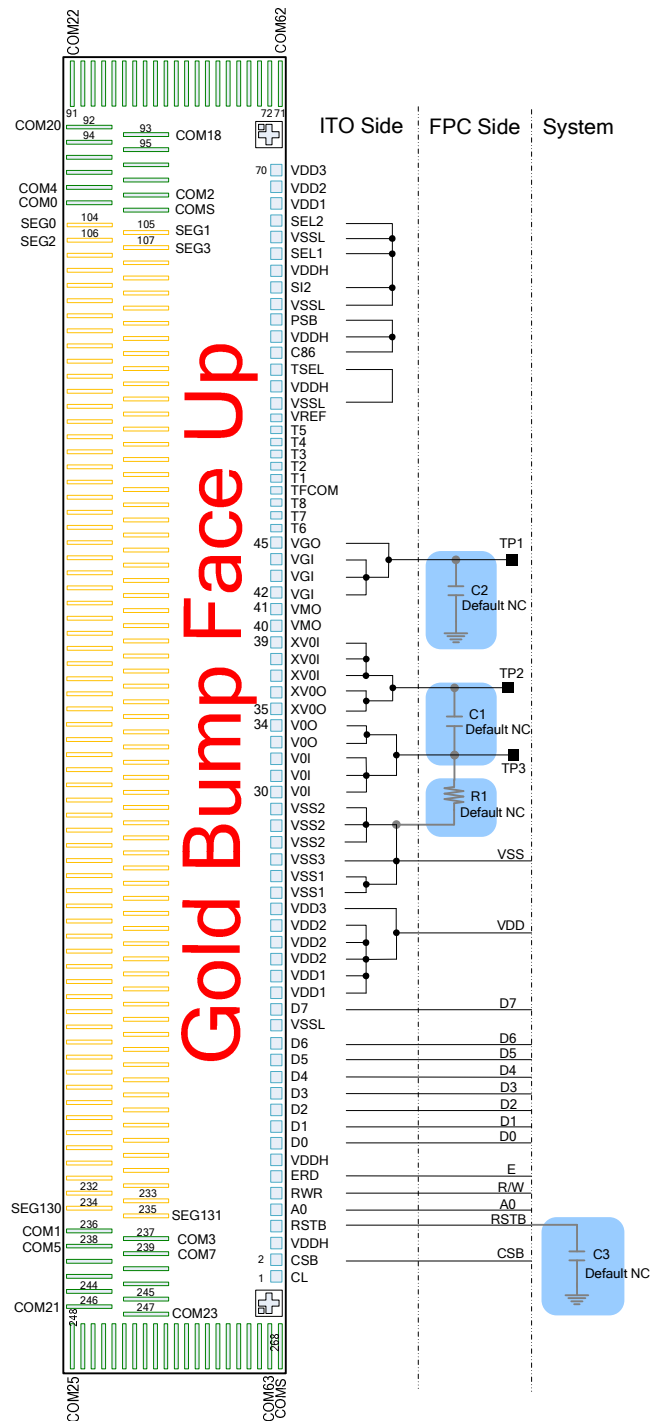 COM22
COM62
91
72
71
92
COM20
94
93
COM18
95
ITO Side
FPC Side
System
70
VDD3
COM4
VDD2
COM2
COM0
VDD1
COMS
SEG0
104
SEL2
105
SEG1
SEG2
106
VSSL
107
SEG3
SEL1
VDDH
SI2
VSSL
PSB
VDDH
C86
TSEL
VDDH
VSSL
VREF
T5
T4
T3
T2
T1
TFCOM
T8
T7
T6
Gold Bump Face Up
45
VGO
TP1
VGI
VGI
C2
Default NC
42
VGI
41
VMO
40
VMO
39
XV0I
XV0I
XV0I
TP2
XV0O
35
XV0O
C1
Default NC
34
V0O
V0O
V0I
TP3
V0I
30
V0I
R1
Default NC
VSS2
VSS2
VSS2
VSS3
VSS
VSS1
VSS1
VDD3
VDD2
VDD
VDD2
VDD2
VDD1
VDD1
D7
D7
VSSL
D6
D6
D5
D5
D4
D4
D3
D3
D2
D2
D1
D1
D0
D0
VDDH
ERD
E
232
RWR
R/W
233
SEG130
234
A0
A0
235
SEG131
RSTB
RSTB
COM1
236
237
COM3
VDDH
COM5
238
239
COM7
2
CSB
CSB
C3
Default NC
1
CL
244
245
COM21
246
247
COM23
248
268
COM25
COM63
COMS